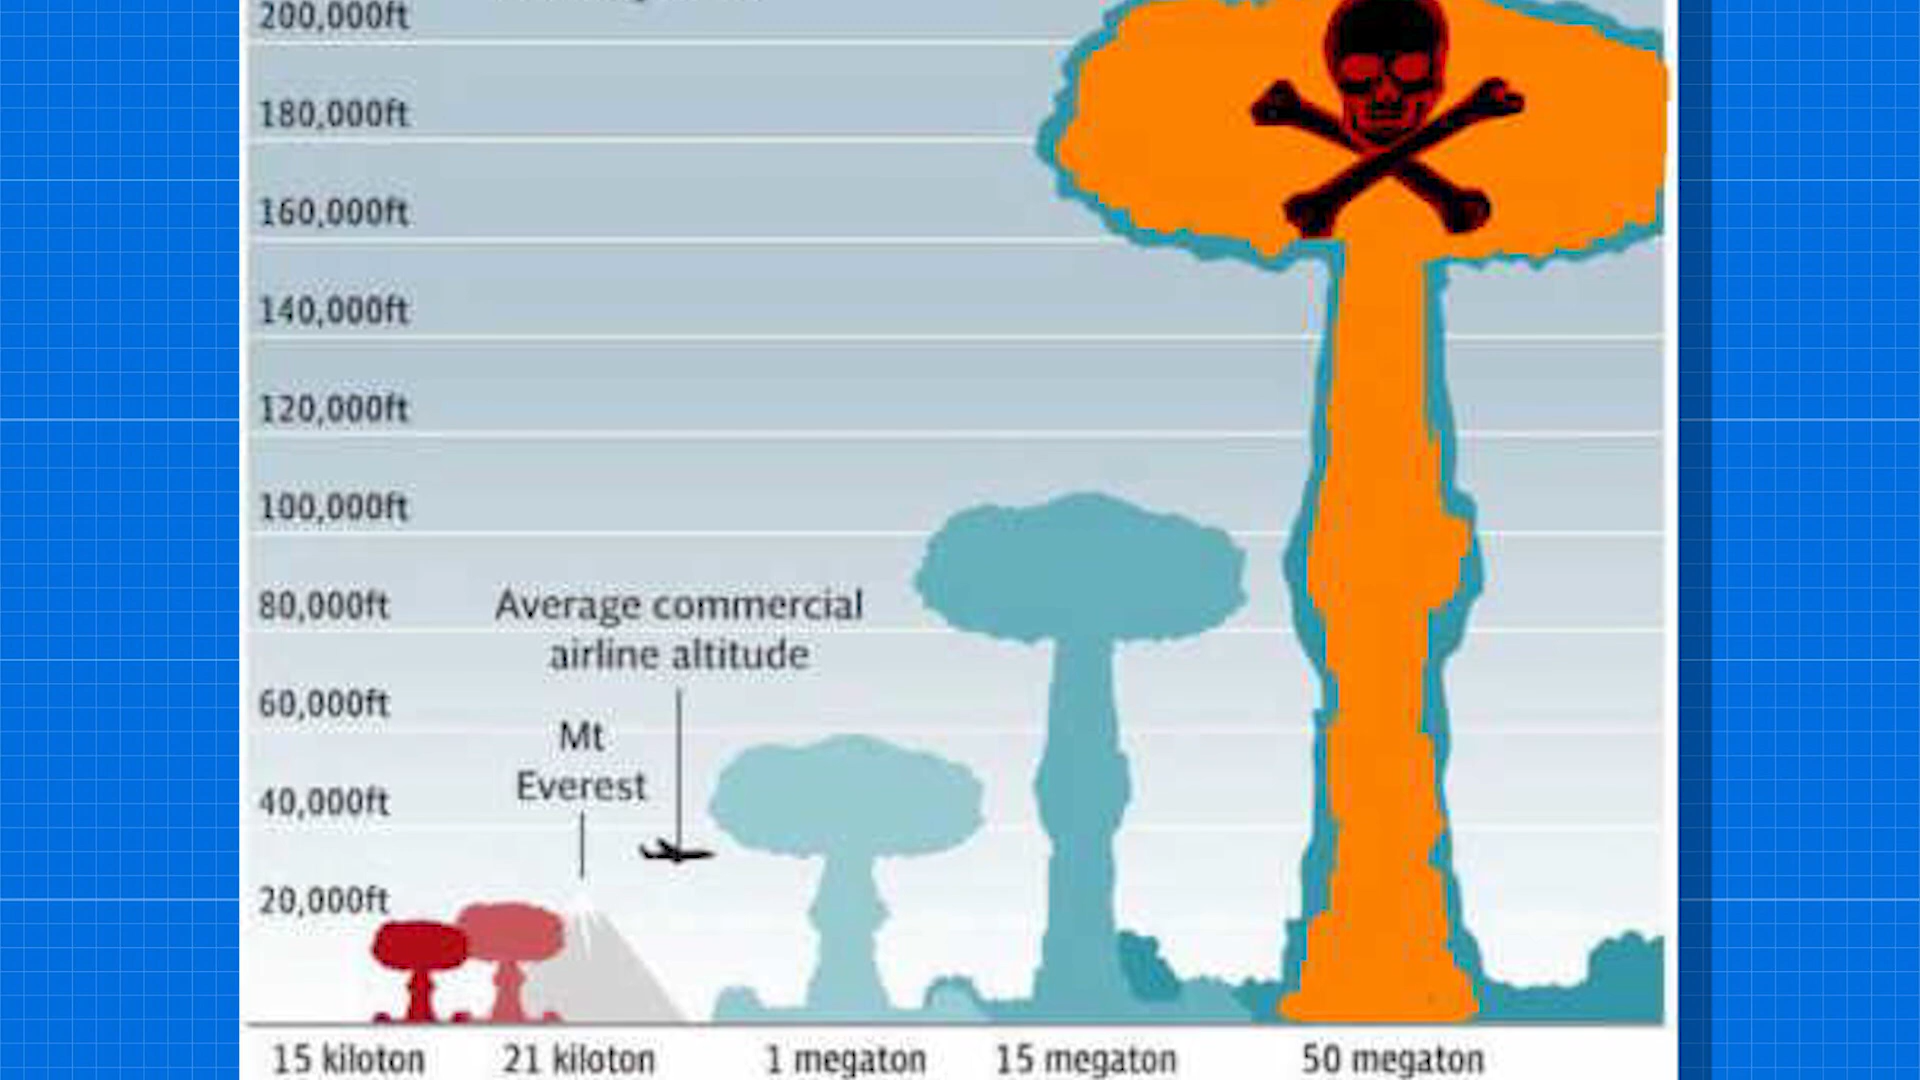 200,000ft
180,000ft
160,000ft
140,000ft
120,000ft
100,000ft
80,000ft
Average commercial
airline altitude
60,000ft
Mt
Everest
40,000ft
20,000ft
15 kiloton
21 kiloton
1 megaton
15 megaton
50 megaton